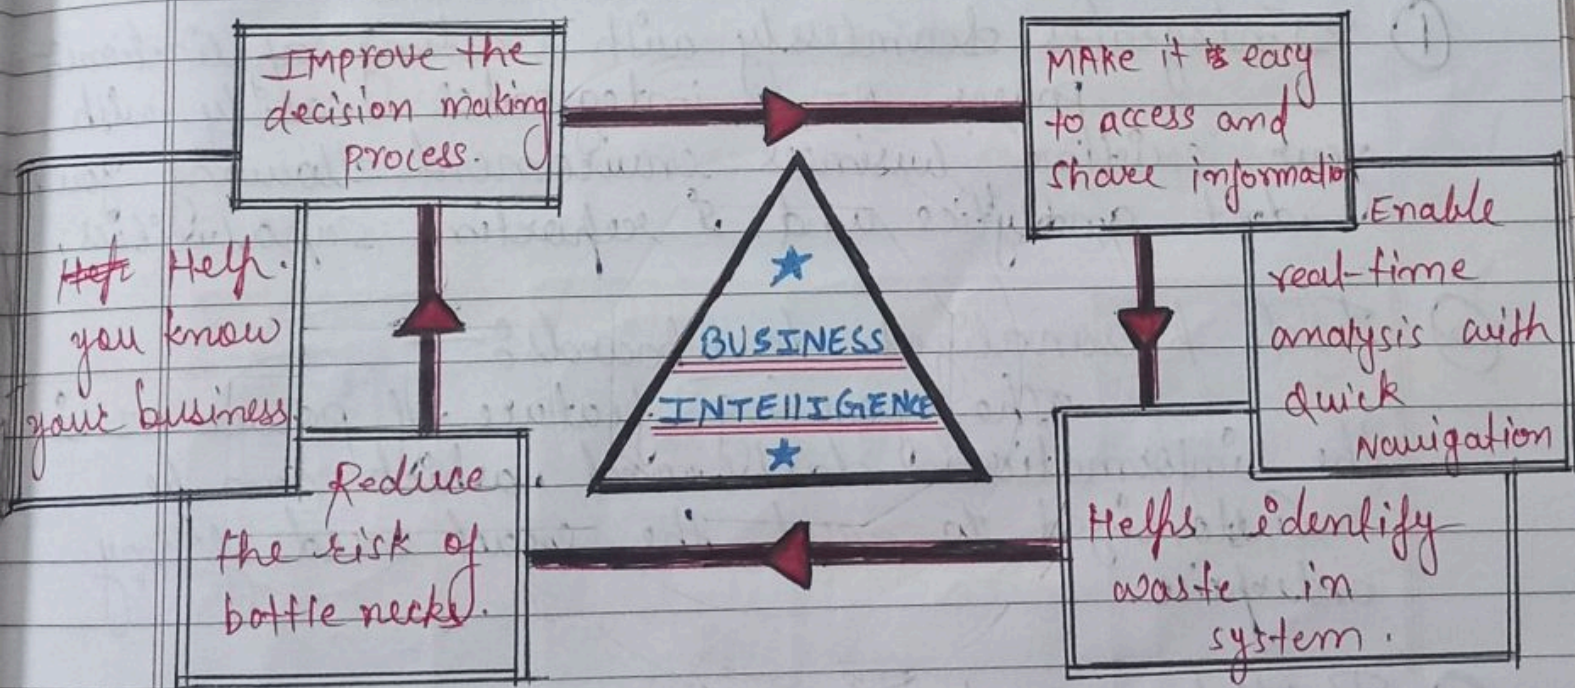 Improve the
decision making
process.
MAke it is easy
to access and
share information
Enable
real-time
analysis with
quick
Navigation
Helps identify
waste in
system.
Reduce
the risk of
bottle necks.
Help.
you know
your business
BUSINESS
INTEllIGENCE